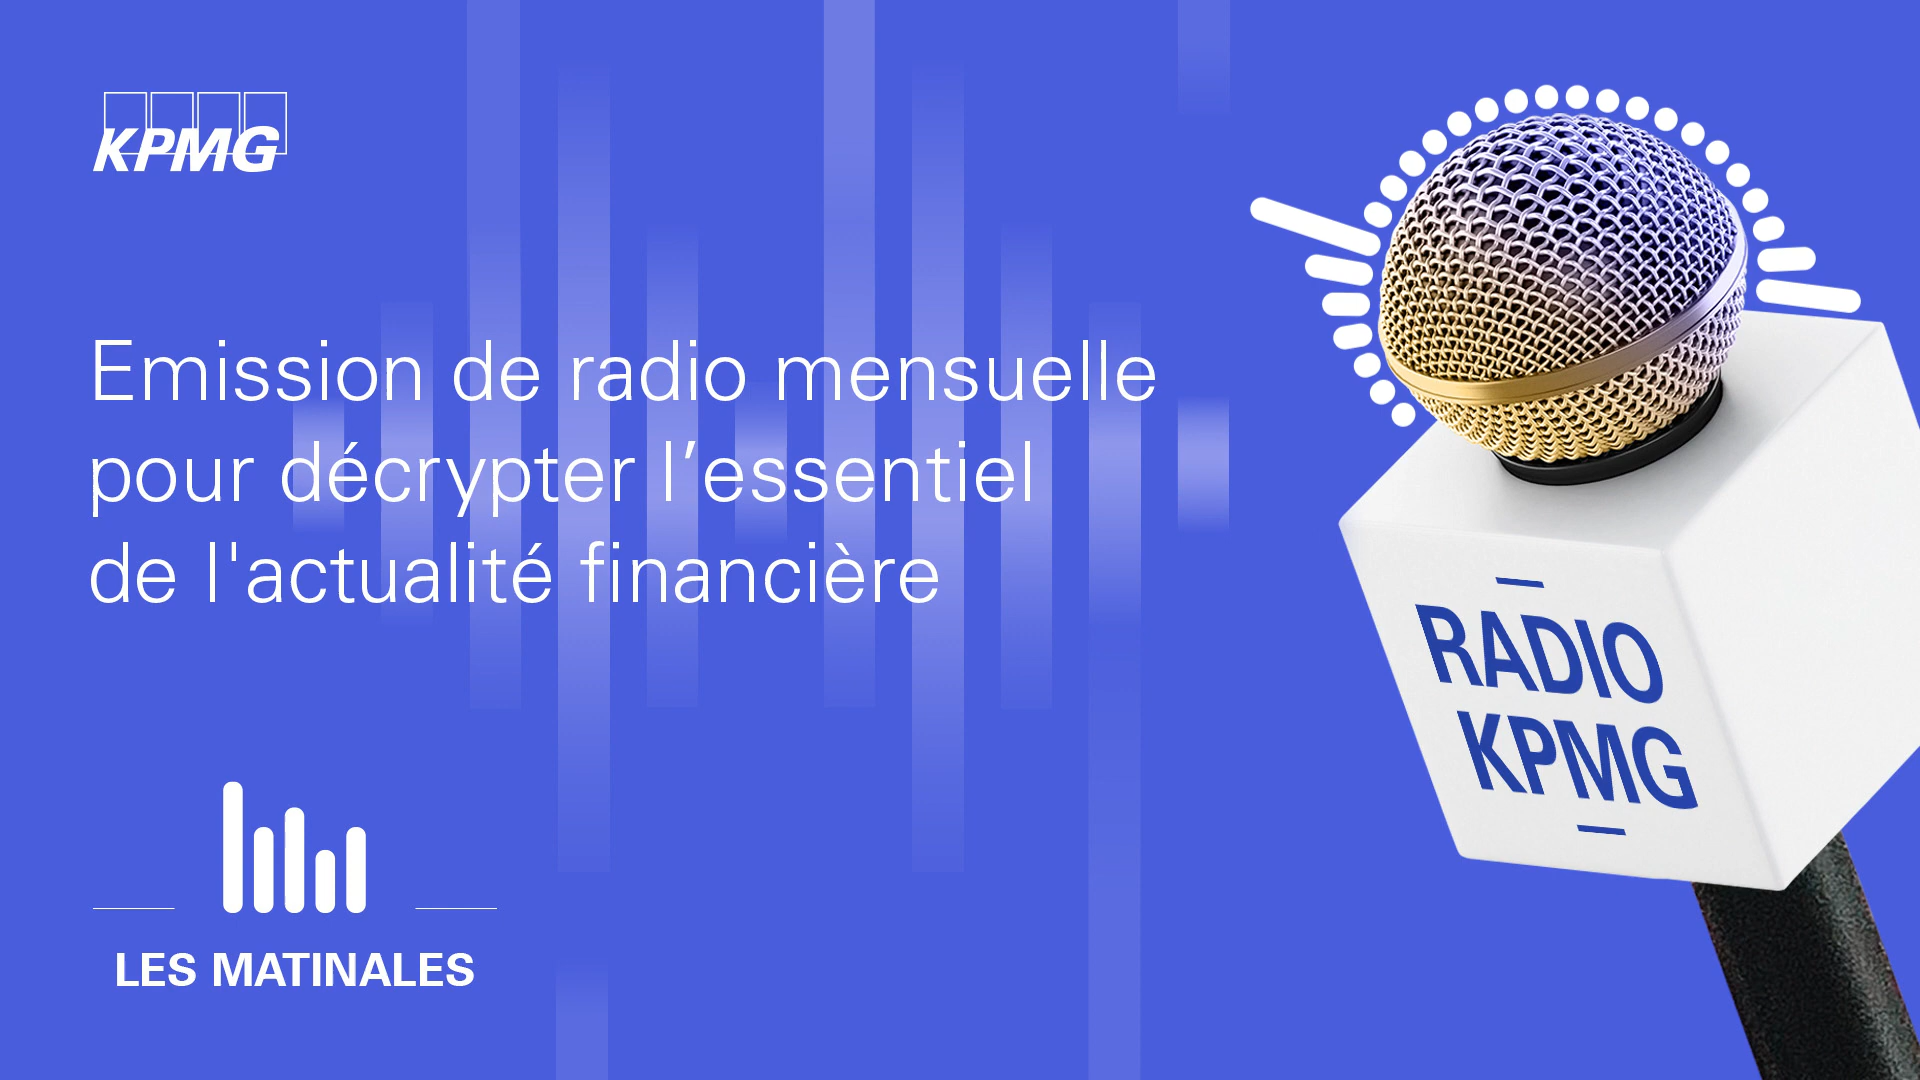 KPMG
Emission de radio mensuelle
pour décrypter l’essentiel
de l'actualité financière
LES MATINALES
RADIO
KPMG